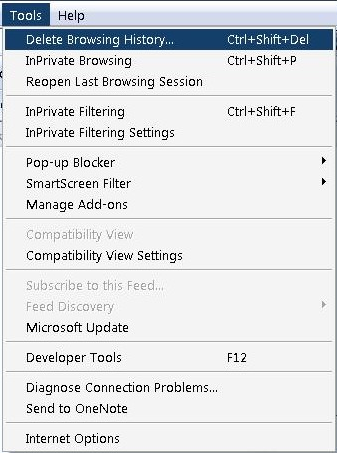 Tools Help
Delete Browsing History... Ctrl+Shift+Del
InPrivate Browsing Ctrl+Shift+P
Reopen Last Browsing Session
InPrivate Filtering Ctrl+Shift+F
InPrivate Filtering Settings
Pop-up Blocker
SmartScreen Filter
Manage Add-ons
Compatibility View
Compatibility View Settings
Subscribe to this Feed...
Feed Discovery
Microsoft Update
Developer Tools F12
Diagnose Connection Problems...
Send to OneNote
Internet Options